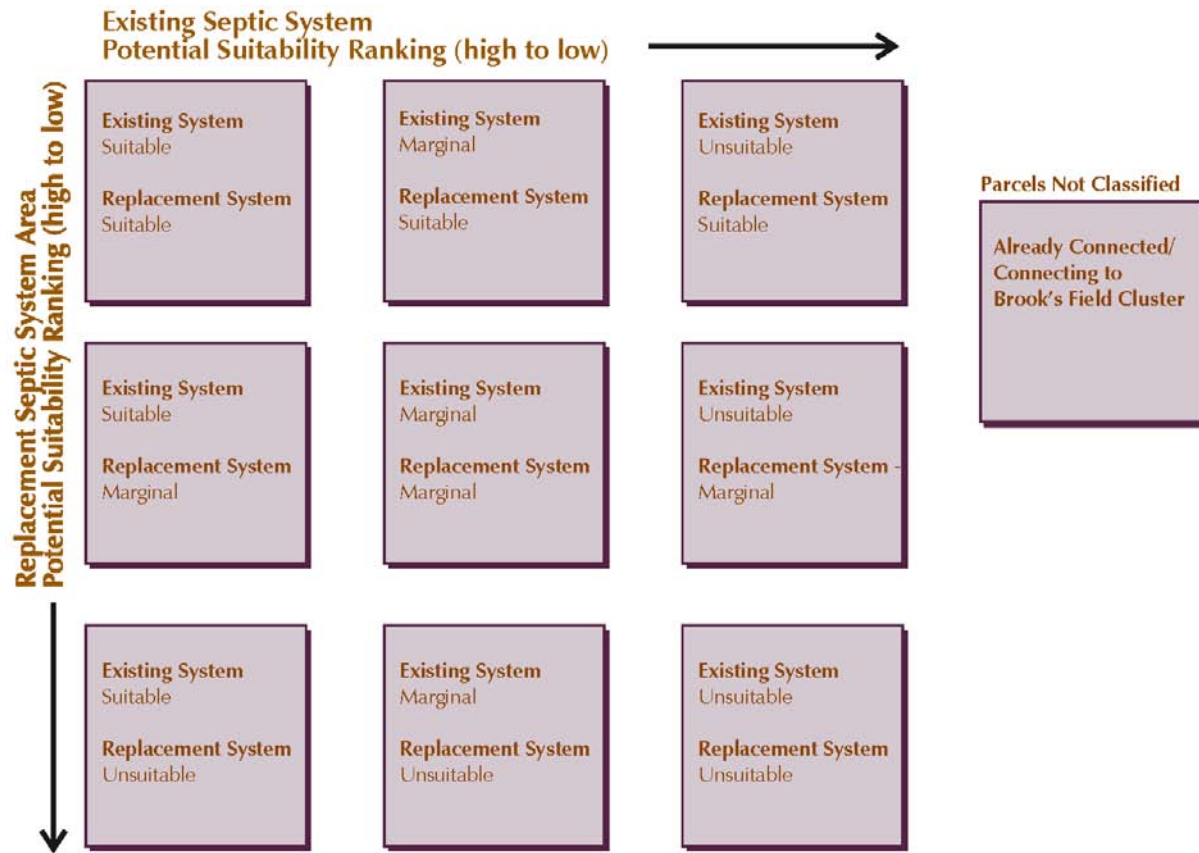 Existing Septic System
Potential Suitability Ranking (high to low)
Replacement Septic System Area
Potential Suitability Ranking (high to low)
Existing System
Suitable
Replacement System
Suitable
Existing System
Marginal
Replacement System
Suitable
Existing System
Unsuitable
Replacement System
Suitable
Parcels Not Classified
Already Connected/
Connecting to
Brook's Field Cluster
Existing System
Suitable
Replacement System
Marginal
Existing System
Marginal
Replacement System
Marginal
Existing System
Unsuitable
Replacement System -
Marginal
Existing System
Suitable
Replacement System
Unsuitable
Existing System
Marginal
Replacement System
Unsuitable
Existing System
Unsuitable
Replacement System
Unsuitable